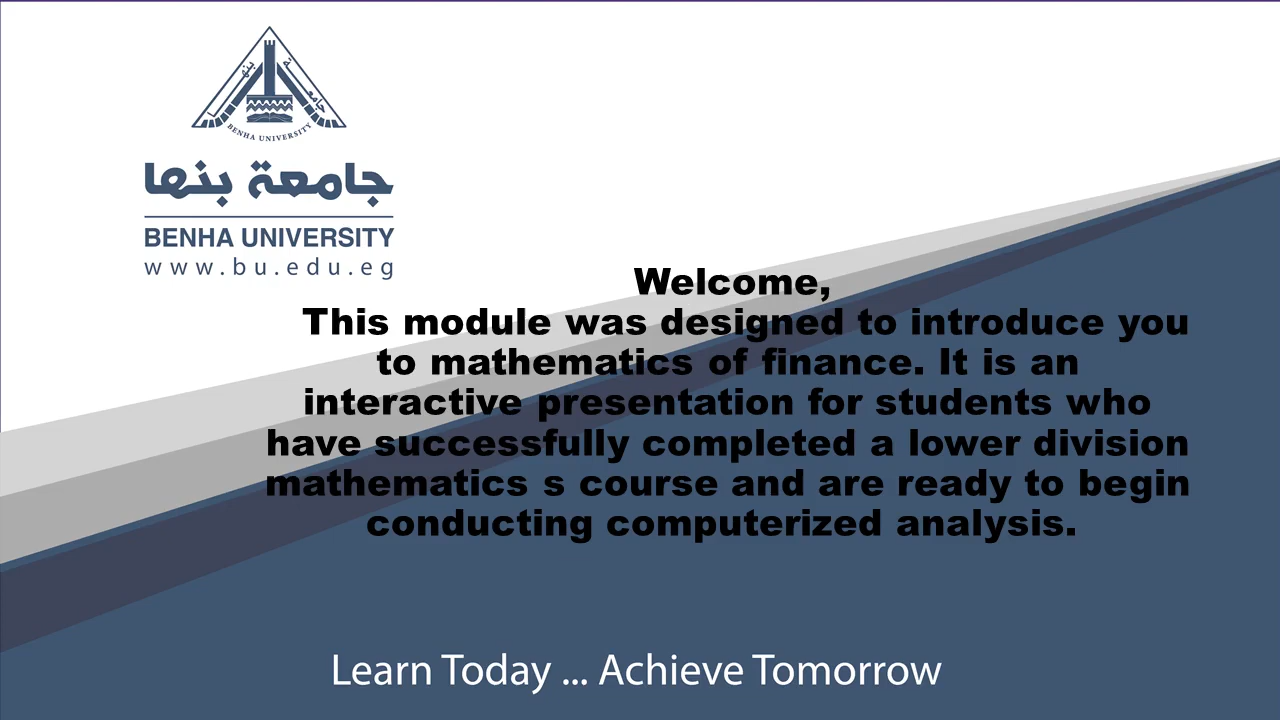 جامعة بنها
BENHA UNIVERSITY
جامعة بنها
BENHA UNIVERSITY
www.bu.edu.eg
Welcome,
This module was designed to introduce you
to mathematics of finance. It is an
interactive presentation for students who
have successfully completed a lower division
mathematics s course and are ready to begin
conducting computerized analysis.
Learn Today ... Achieve Tomorrow